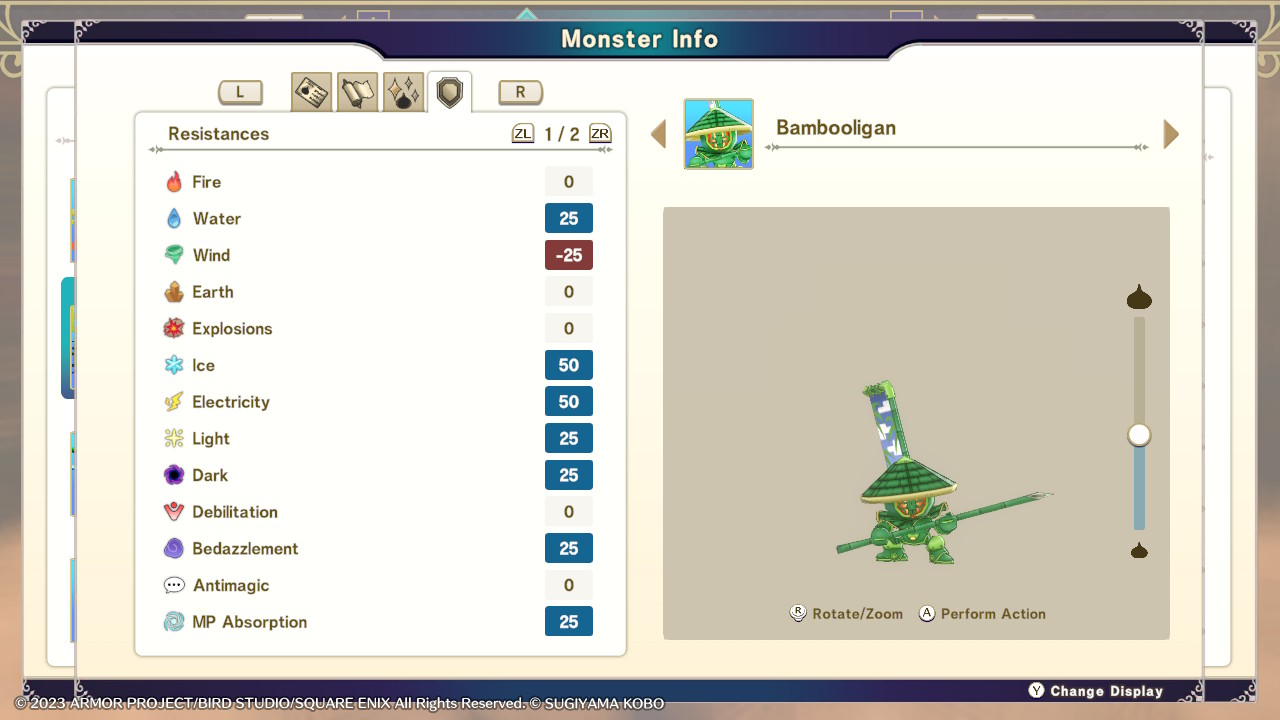 Monster Info
L
R
Resistances
ZL 1 / 2 ZR
Fire 0
Water 25
Wind -25
Earth 0
Explosions 0
Ice 50
Electricity 50
Light 25
Dark 25
Debilitation 0
Bedazzlement 25
Antimagic 0
MP Absorption 25
Bambooligan
R Rotate/Zoom A Perform Action
Y Change Display
© 2023 ARMOR PROJECT/BIRD STUDIO/SQUARE ENIX All Rights Reserved. © SUGIYAMA KOBO